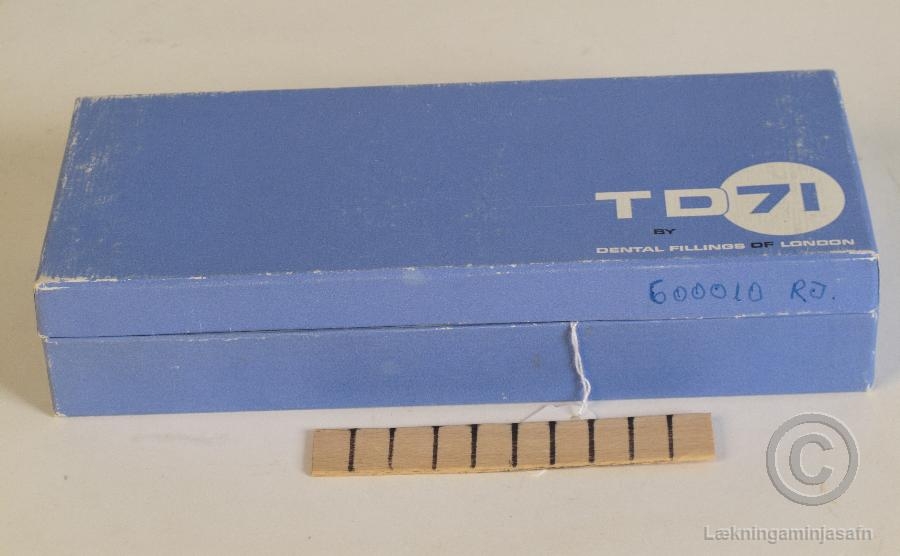 TD71
BY
DENTAL FILLINGS OF LONDON
600010 RJ.
©
Lækningaminjasafn